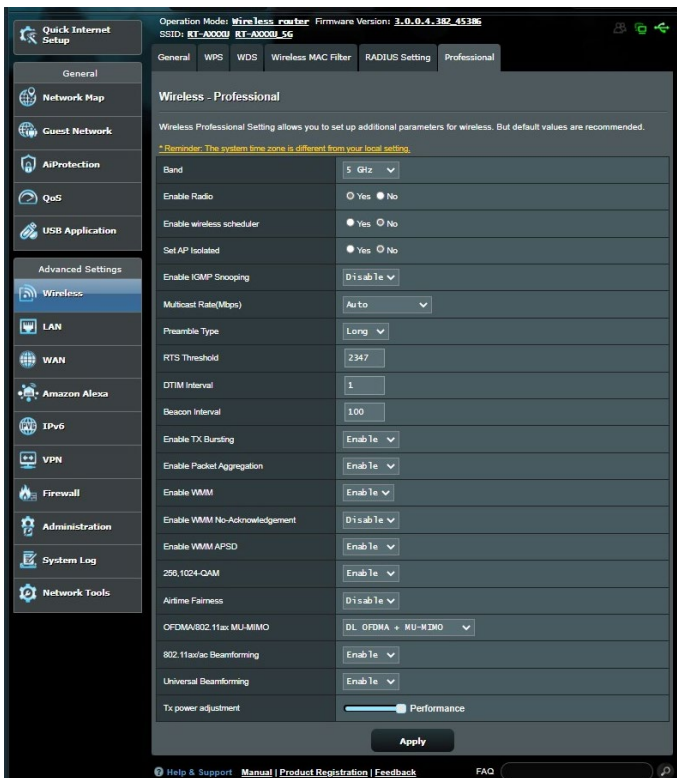 Quick Internet
Setup
General
Network Map
Guest Network
AiProtection
QoS
USB Application
Advanced Settings
Wireless
LAN
WAN
Amazon Alexa
IPv6
VPN
Firewall
Administration
System Log
Network Tools
Operation Mode: Wireless router Firmware Version: 3.0.0.4.382_45386
SSID: RT-AXXXU RT-AXXXU_5G
General WPS WDS Wireless MAC Filter RADIUS Setting Professional
Wireless - Professional
Wireless Professional Setting allows you to set up additional parameters for wireless. But default values are recommended.
* Reminder: The system time zone is different from your local setting.
Band 5 GHz
Enable Radio Yes No
Enable wireless scheduler Yes No
Set AP Isolated Yes No
Enable IGMP Snooping Disable
Multicast Rate(Mbps) Auto
Preamble Type Long
RTS Threshold 2347
DTIM Interval 1
Beacon Interval 100
Enable TX Bursting Enable
Enable Packet Aggregation Enable
Enable WMM Enable
Enable WMM No-Acknowledgement Disable
Enable WMM APSD Enable
256,1024-QAM Enable
Airtime Fairness Disable
OFDMA/802.11ax MU-MIMO DL OFDMA + MU-MIMO
802.11ax/ac Beamforming Enable
Universal Beamforming Enable
Tx power adjustment Performance
Apply
Help & Support Manual | Product Registration | Feedback FAQ